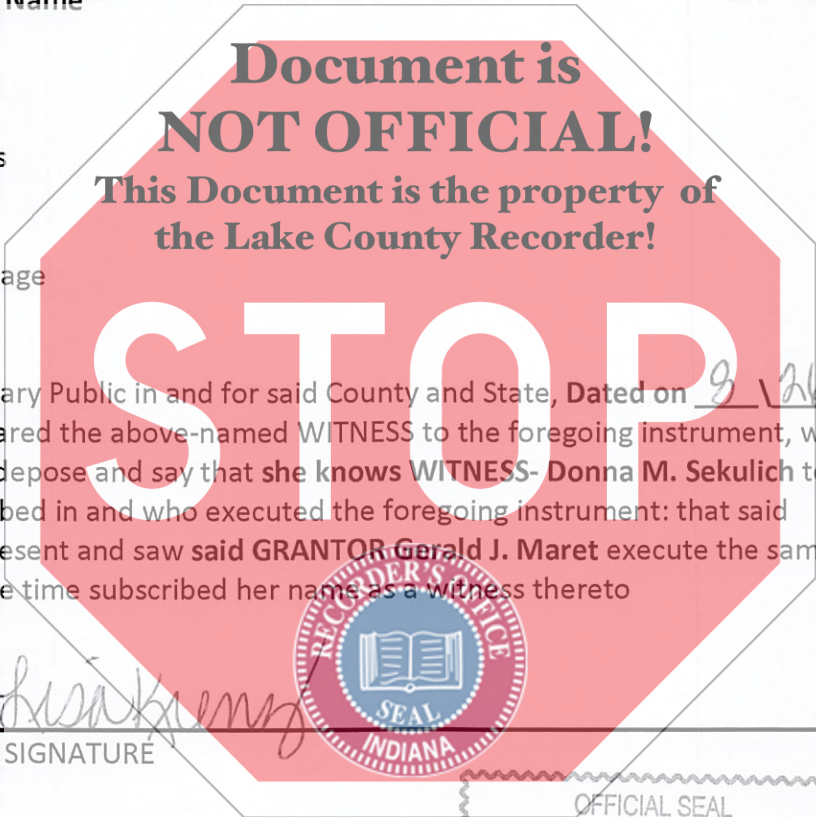 Name
Document is
NOT OFFICIAL!
This Document is the property of
the Lake County Recorder!
s
age
STOP
ary Public in and for said County and State, Dated on 8 \ 26
ared the above-named WITNESS to the foregoing instrument, w
depose and say that she knows WITNESS- Donna M. Sekulich to
bed in and who executed the foregoing instrument: that said
esent and saw said GRANTOR Gerald J. Maret execute the sam
e time subscribed her name as a witness thereto
RECORDER'S OFFICE
SEAL
INDIANA
Lisa
SIGNATURE
OFFICIAL SEAL